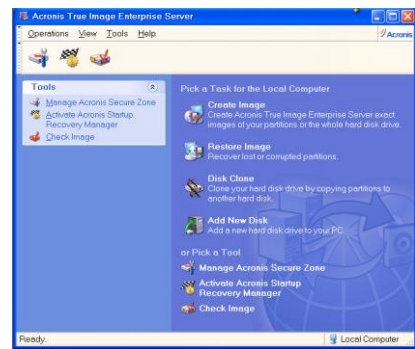 Acronis True Image Enterprise Server
Operations View Tools Help
Acronis
Tools
Manage Acronis Secure Zone
Activate Acronis Startup
Recovery Manager
Check Image
Pick a Task for the Local Computer
Create Image
Create Acronis True Image Enterprise Server exact
images of your partitions or the whole hard disk drive.
Restore Image
Recover lost or corrupted partitions.
Disk Clone
Clone your hard disk drive by copying partitions to
another hard disk.
Add New Disk
Add a new hard disk drive to your PC.
or Pick a Tool
Manage Acronis Secure Zone
Activate Acronis Startup
Recovery Manager
Check Image
Ready.
Local Computer